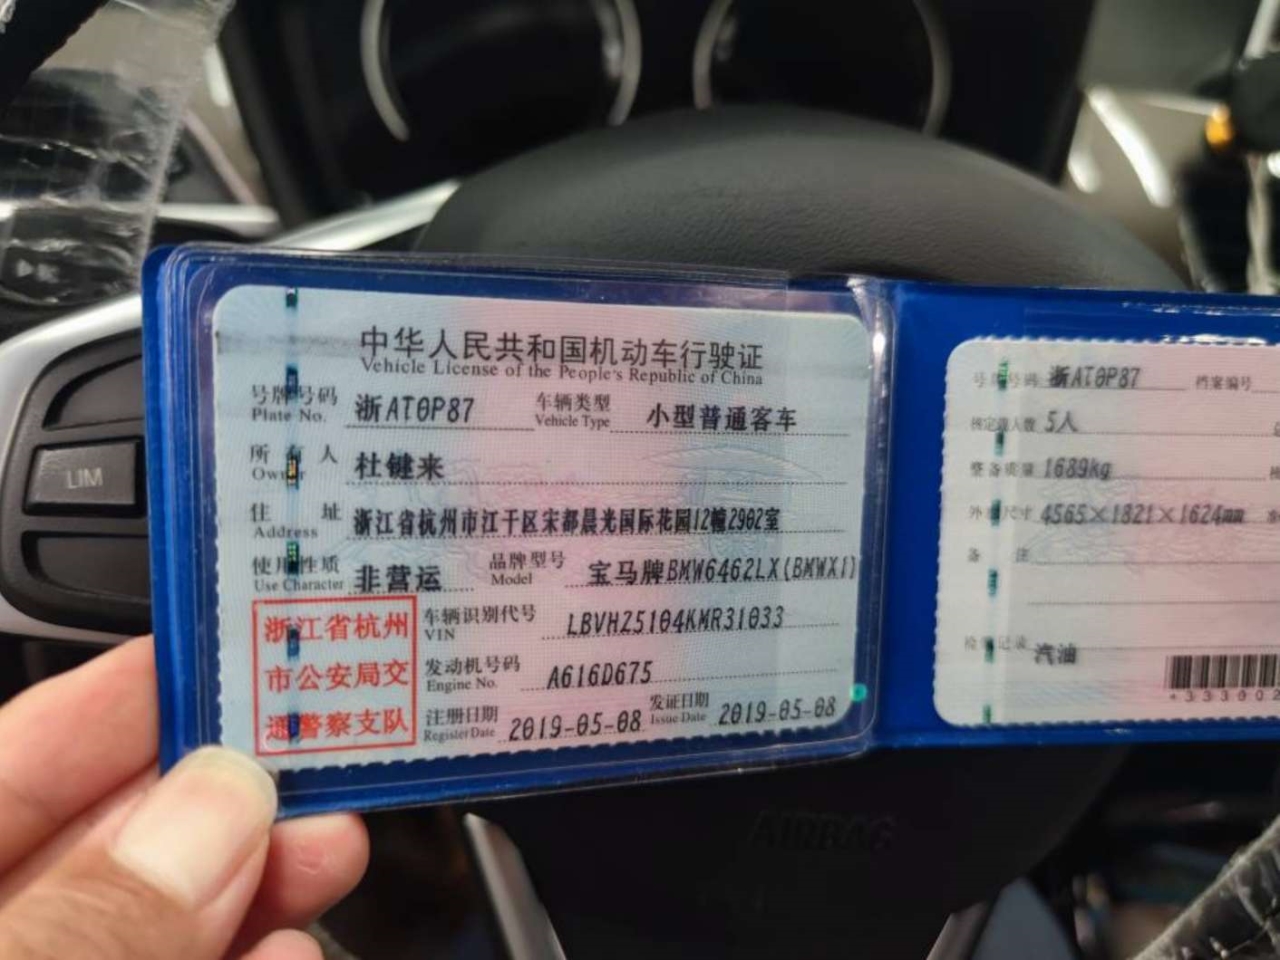 LIM
中华人民共和国机动车行驶证
Vehicle License of the People's Republic of China
号牌号码 浙AT0P87 车辆类型 小型普通客车
Plate No. Vehicle Type
所有人 杜键来
Owner
住址 浙江省杭州市江干区宋都晨光国际花园12幢2902室
Address
使用性质 非营运 品牌型号 宝马牌BMW6462LX(BMWX1)
Use Character Model
浙江省杭州
市公安局交
通警察支队
车辆识别代号 LBVHZ5104KMR31033
VIN
发动机号码 A616D675
Engine No.
注册日期 2019-05-08 发证日期 2019-05-08
Register Date Issue Date
号牌号码 浙AT0P87 档案编号
核定载人数 5人
整备质量 1689kg
外廓尺寸 4565×1821×1624mm
备注
检验记录 汽油
AIRBAG